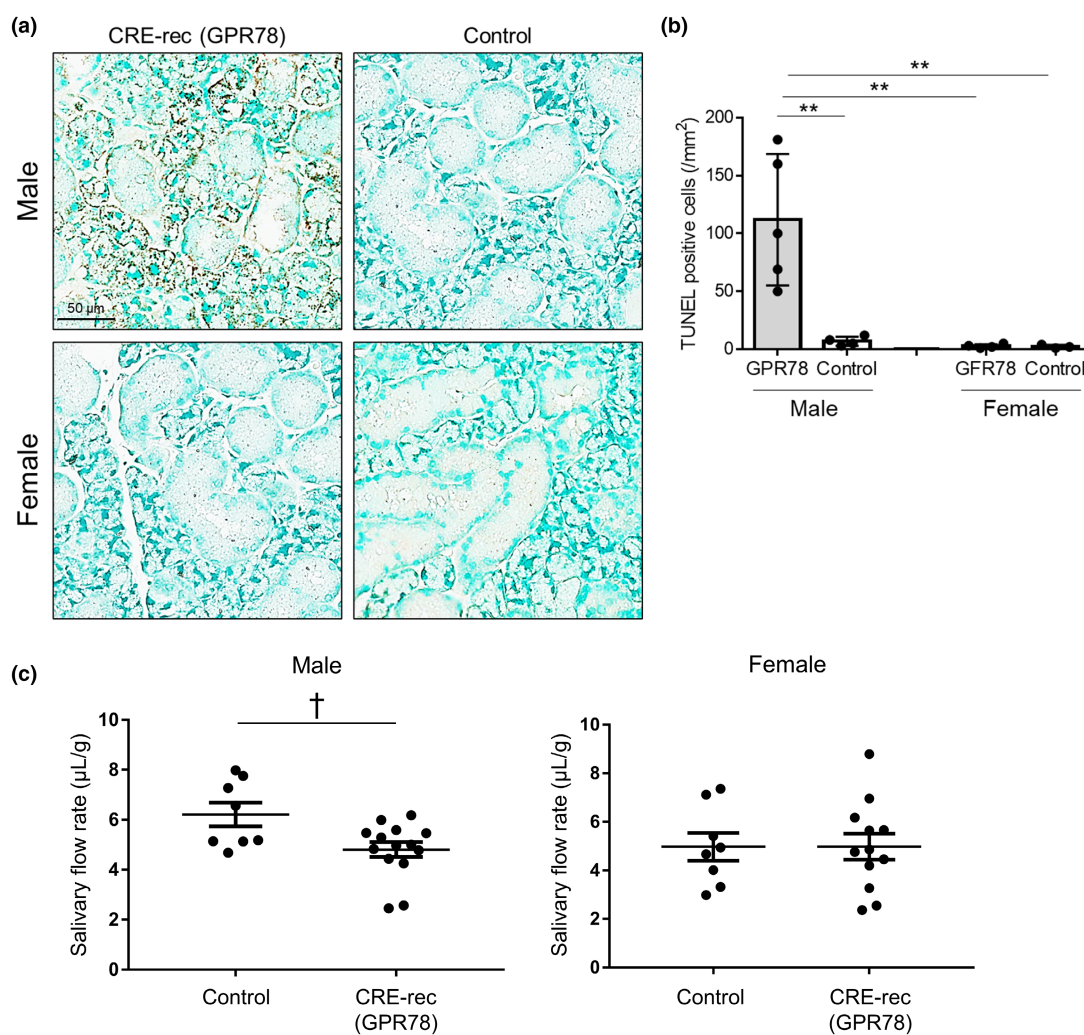 (a)
CRE-rec (GPR78)
Control
Male
50 µm
Female
(b)
**
**
**
TUNEL positive cells (/mm²)
200
150
100
50
0
GPR78 Control GFR78 Control
Male Female
(c)
Male
†
Salivary flow rate (µL/g)
10
8
6
4
2
0
Control CRE-rec
(GPR78)
Female
Salivary flow rate (µL/g)
10
8
6
4
2
0
Control CRE-rec
(GPR78)